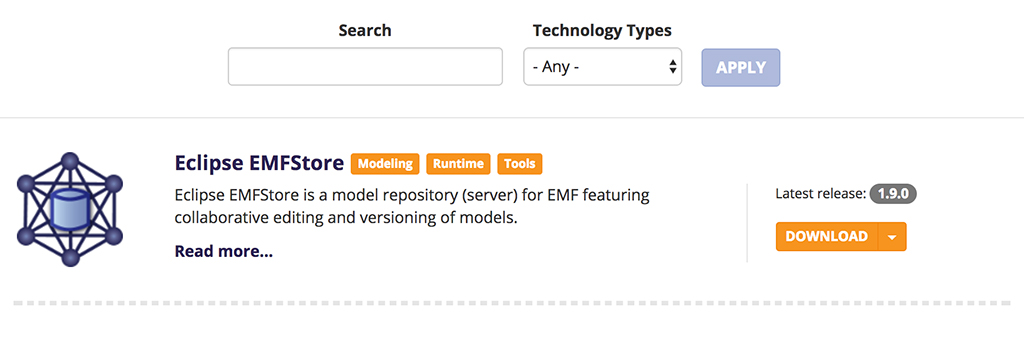 Search
Technology Types
- Any -
APPLY
Eclipse EMFStore Modeling Runtime Tools
Eclipse EMFStore is a model repository (server) for EMF featuring
collaborative editing and versioning of models.
Read more...
Latest release: 1.9.0
DOWNLOAD